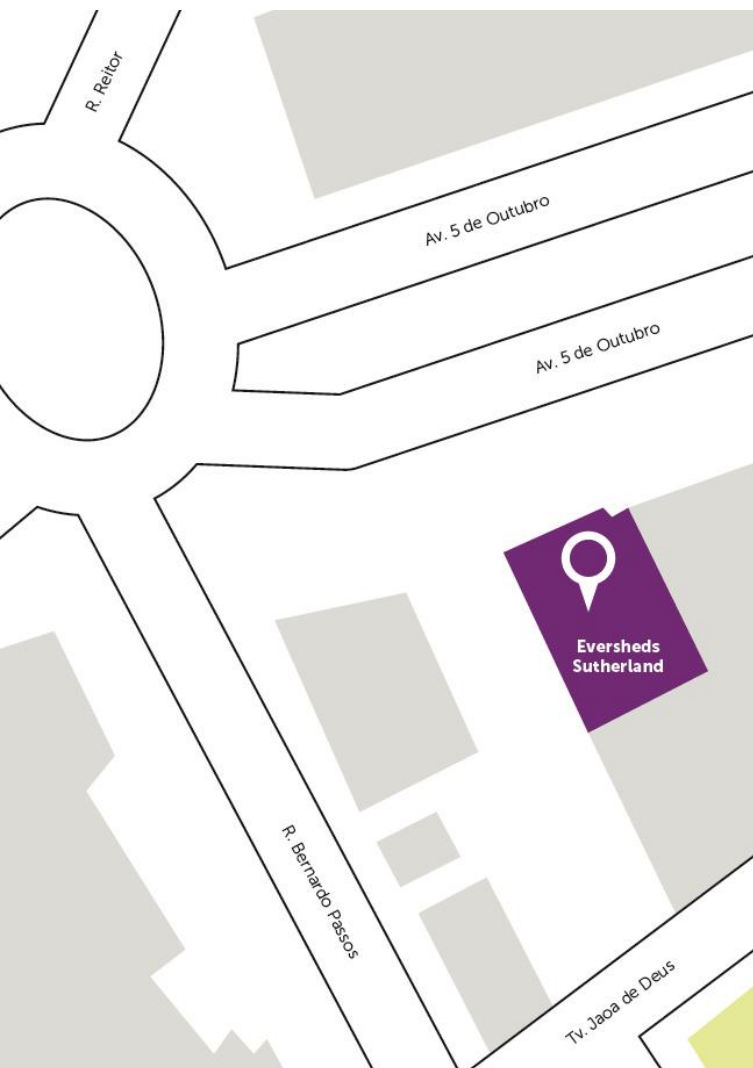 R. Reitor
Av. 5 de Outubro
Av. 5 de Outubro
Eversheds
Sutherland
R. Bernardo Passos
Tv. Jaoa de Deus